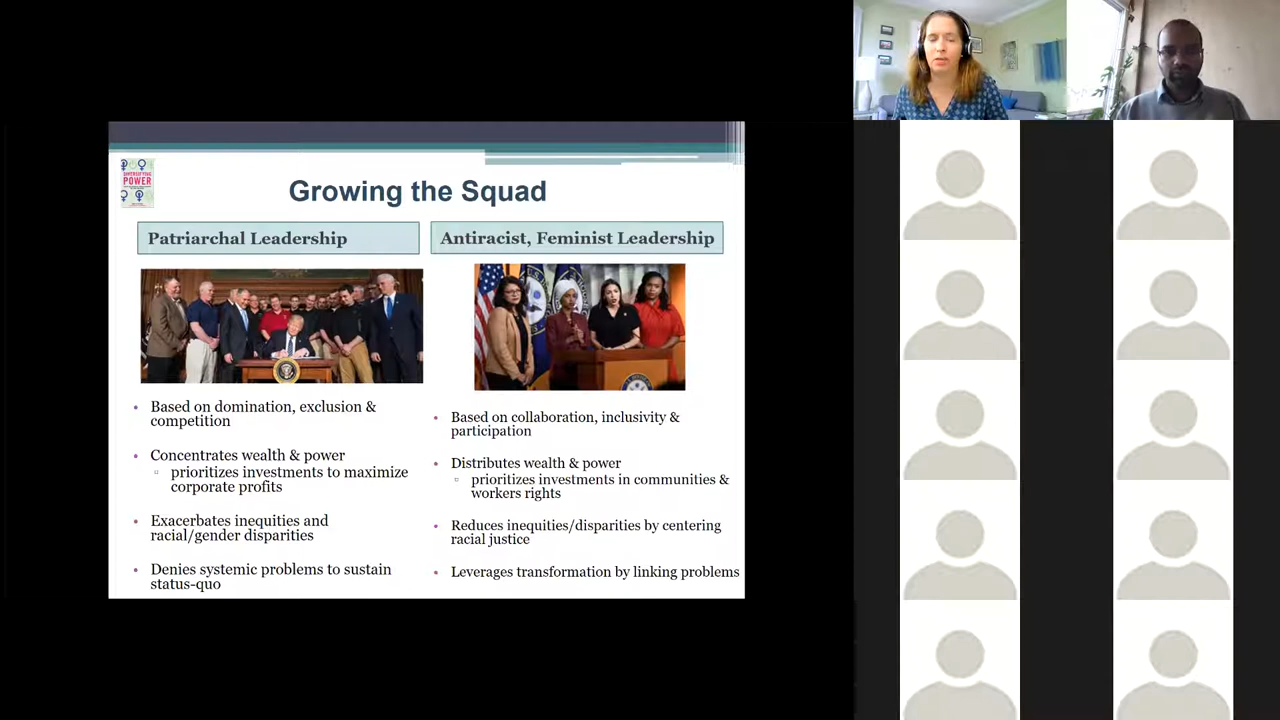 DIVERSIFYING
POWER
Growing the Squad
Patriarchal Leadership
Based on domination, exclusion &
competition
Concentrates wealth & power
prioritizes investments to maximize
corporate profits
Exacerbates inequities and
racial/gender disparities
Denies systemic problems to sustain
status-quo
Antiracist, Feminist Leadership
Based on collaboration, inclusivity &
participation
Distributes wealth & power
prioritizes investments in communities &
workers rights
Reduces inequities/disparities by centering
racial justice
Leverages transformation by linking problems